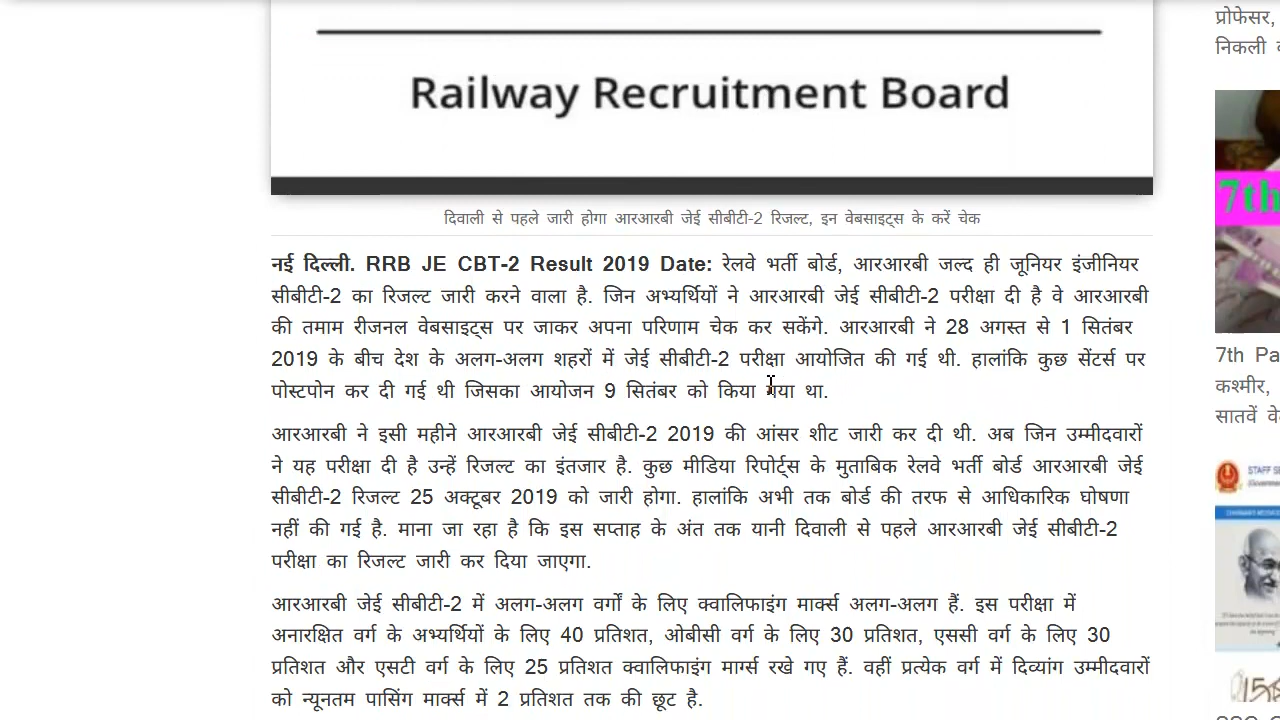 प्रोफेसर,
निकली
Railway Recruitment Board
दिवाली से पहले जारी होगा आरआरबी जेई सीबीटी-2 रिजल्ट, इन वेबसाइट्स के करें चेक
नई दिल्ली. RRB JE CBT-2 Result 2019 Date: रेलवे भर्ती बोर्ड, आरआरबी जल्द ही जूनियर इंजीनियर
सीबीटी-2 का रिजल्ट जारी करने वाला है. जिन अभ्यर्थियों ने आरआरबी जेई सीबीटी-2 परीक्षा दी है वे आरआरबी
की तमाम रीजनल वेबसाइट्स पर जाकर अपना परिणाम चेक कर सकेंगे. आरआरबी ने 28 अगस्त से 1 सितंबर
2019 के बीच देश के अलग-अलग शहरों में जेई सीबीटी-2 परीक्षा आयोजित की गई थी. हालांकि कुछ सेंटर्स पर
पोस्टपोन कर दी गई थी जिसका आयोजन 9 सितंबर को किया गया था.
आरआरबी ने इसी महीने आरआरबी जेई सीबीटी-2 2019 की आंसर शीट जारी कर दी थी. अब जिन उम्मीदवारों
ने यह परीक्षा दी है उन्हें रिजल्ट का इंतजार है. कुछ मीडिया रिपोर्ट्स के मुताबिक रेलवे भर्ती बोर्ड आरआरबी जेई
सीबीटी-2 रिजल्ट 25 अक्टूबर 2019 को जारी होगा. हालांकि अभी तक बोर्ड की तरफ से आधिकारिक घोषणा
नहीं की गई है. माना जा रहा है कि इस सप्ताह के अंत तक यानी दिवाली से पहले आरआरबी जेई सीबीटी-2
परीक्षा का रिजल्ट जारी कर दिया जाएगा.
आरआरबी जेई सीबीटी-2 में अलग-अलग वर्गों के लिए क्वालिफाइंग मार्क्स अलग-अलग हैं. इस परीक्षा में
अनारक्षित वर्ग के अभ्यर्थियों के लिए 40 प्रतिशत, ओबीसी वर्ग के लिए 30 प्रतिशत, एससी वर्ग के लिए 30
प्रतिशत और एसटी वर्ग के लिए 25 प्रतिशत क्वालिफाइंग मार्ग्स रखे गए हैं. वहीं प्रत्येक वर्ग में दिव्यांग उम्मीदवारों
को न्यूनतम पासिंग मार्क्स में 2 प्रतिशत तक की छूट है.
7th
7th Pa
कश्मीर,
सातवें वे
STAFF SE